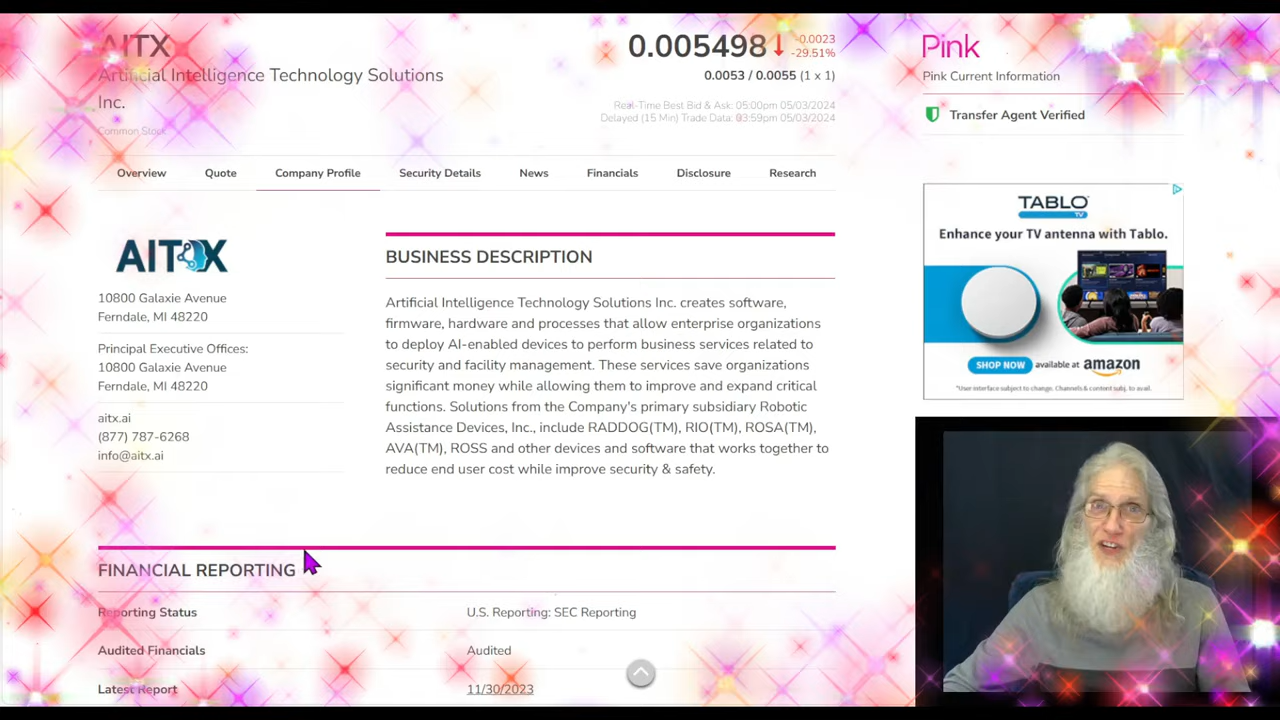 AITX
Artificial Intelligence Technology Solutions
Inc.
Common Stock
0.005498
-0.0023
-29.51%
0.0053 / 0.0055 (1 x 1)
Real-Time Best Bid & Ask: 05:00pm 05/03/2024
Delayed (15 Min) Trade Data: 03:59pm 05/03/2024
Pink
Pink Current Information
Transfer Agent Verified
Overview Quote Company Profile Security Details News Financials Disclosure Research
AITX
10800 Galaxie Avenue
Ferndale, MI 48220
Principal Executive Offices:
10800 Galaxie Avenue
Ferndale, MI 48220
aitx.ai
(877) 787-6268
info@aitx.ai
BUSINESS DESCRIPTION
Artificial Intelligence Technology Solutions Inc. creates software,
firmware, hardware and processes that allow enterprise organizations
to deploy AI-enabled devices to perform business services related to
security and facility management. These services save organizations
significant money while allowing them to improve and expand critical
functions. Solutions from the Company's primary subsidiary Robotic
Assistance Devices, Inc., include RADDOG(TM), RIO(TM), ROSA(TM),
AVA(TM), ROSS and other devices and software that works together to
reduce end user cost while improve security & safety.
TABLO
TV
Enhance your TV antenna with Tablo.
SHOP NOW available at amazon
*User interface subject to change. Channels & content subj. to avail.
FINANCIAL REPORTING
Reporting Status U.S. Reporting: SEC Reporting
Audited Financials Audited
Latest Report 11/30/2023